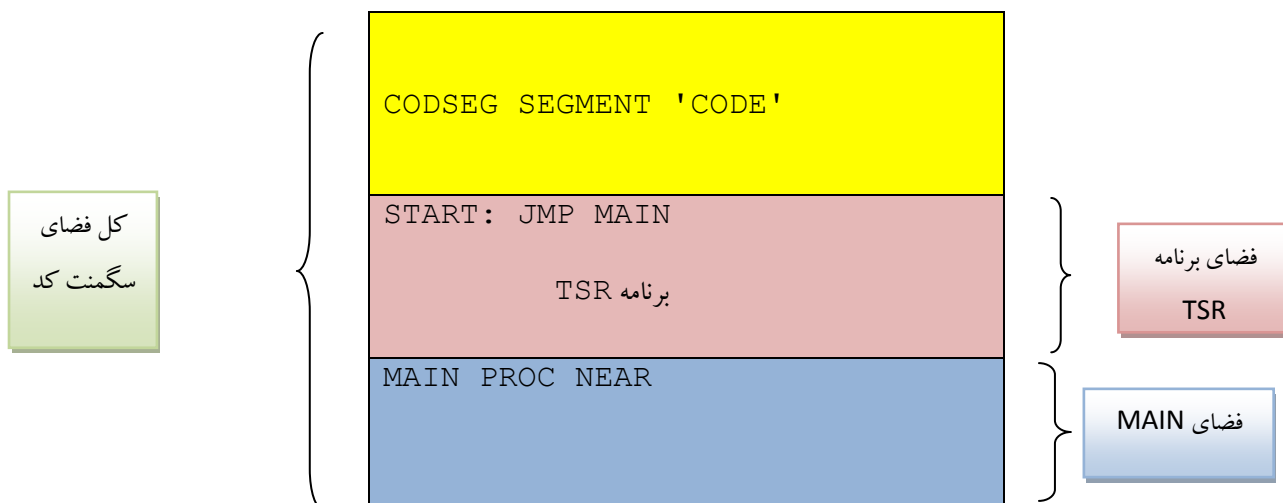 CODSEG SEGMENT 'CODE'
START: JMP MAIN
برنامه TSR
MAIN PROC NEAR
کل فضای
سگمنت کد
فضای برنامه
TSR
فضای MAIN